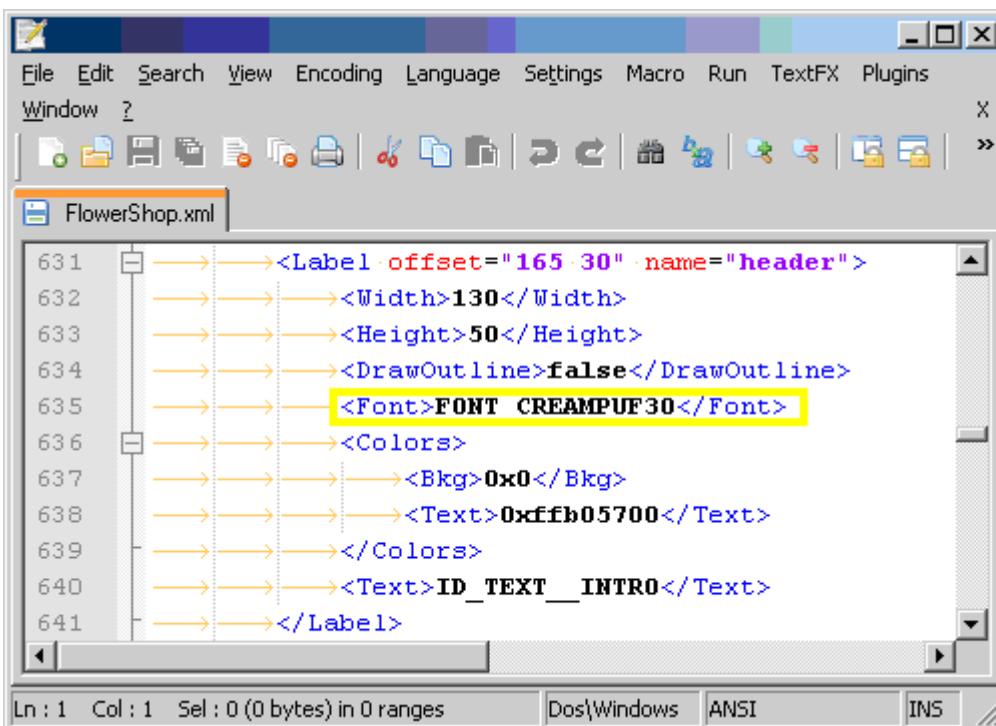 File Edit Search View Encoding Language Settings Macro Run TextFX Plugins
Window ? X
FlowerShop.xml
631 <Label offset="165 30" name="header">
632 <Width>130</Width>
633 <Height>50</Height>
634 <DrawOutline>false</DrawOutline>
635 <Font>FONT_CREAMPUF30</Font>
636 <Colors>
637 <Bkg>0x0</Bkg>
638 <Text>0xffb05700</Text>
639 </Colors>
640 <Text>ID_TEXT__INTRO</Text>
641 </Label>
Ln : 1 Col : 1 Sel : 0 (0 bytes) in 0 ranges Dos\Windows ANSI INS